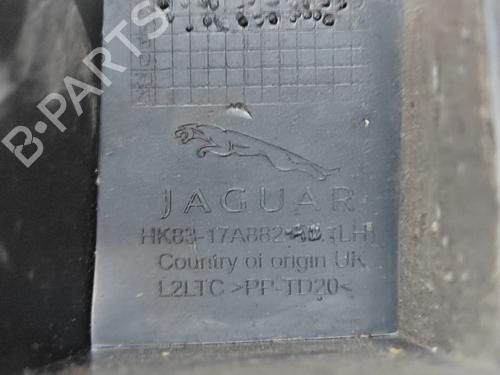 B-PARTS
JAGUAR
HK83-17A882 (LH)
Country of origin UK
L2LTC >PP-TD20<